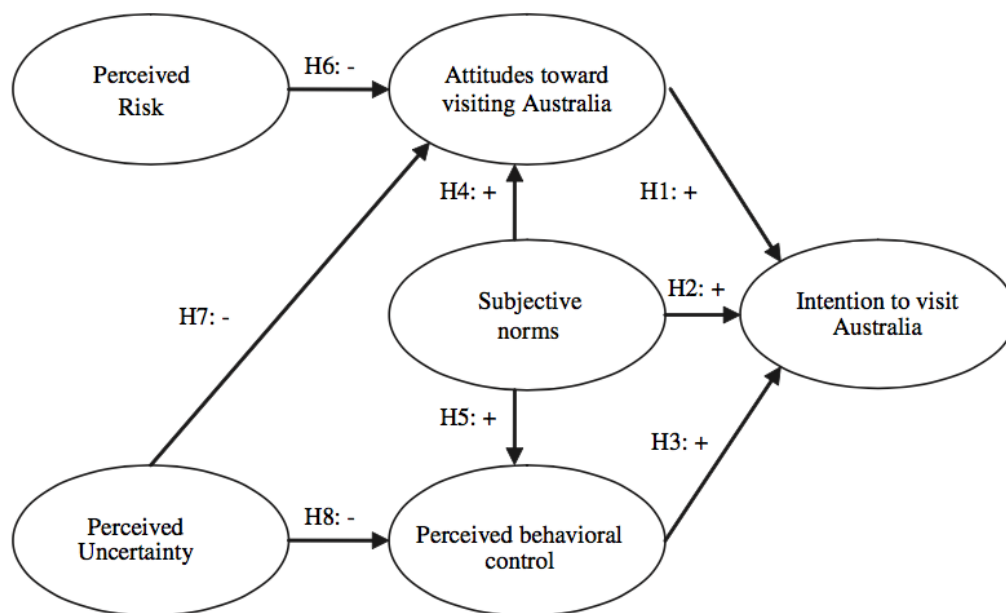 Perceived
Risk
H6: -
Attitudes toward
visiting Australia
H4: +
H1: +
H7: -
Subjective
norms
H2: +
Intention to visit
Australia
H5: +
H3: +
Perceived
Uncertainty
H8: -
Perceived behavioral
control